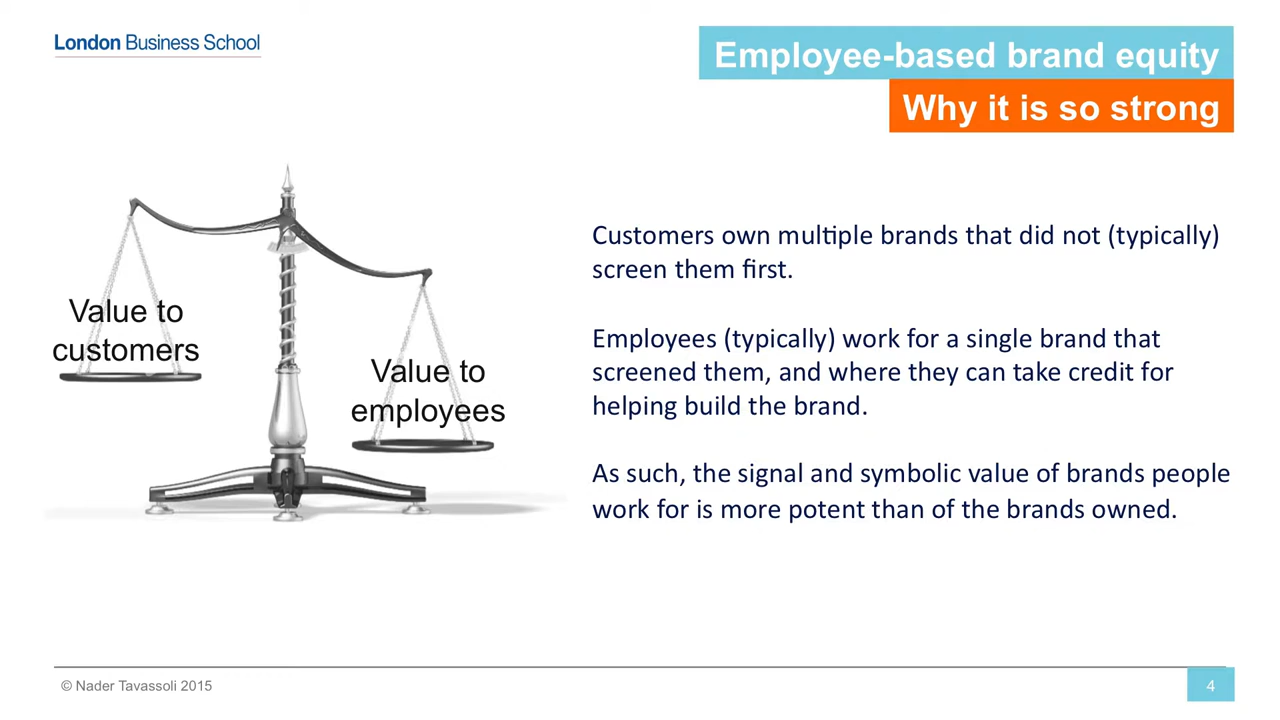 London Business School
Employee-based brand equity
Why it is so strong
Value to
customers
Value to
employees
Customers own multiple brands that did not (typically)
screen them first.
Employees (typically) work for a single brand that
screened them, and where they can take credit for
helping build the brand.
As such, the signal and symbolic value of brands people
work for is more potent than of the brands owned.
© Nader Tavassoli 2015
4